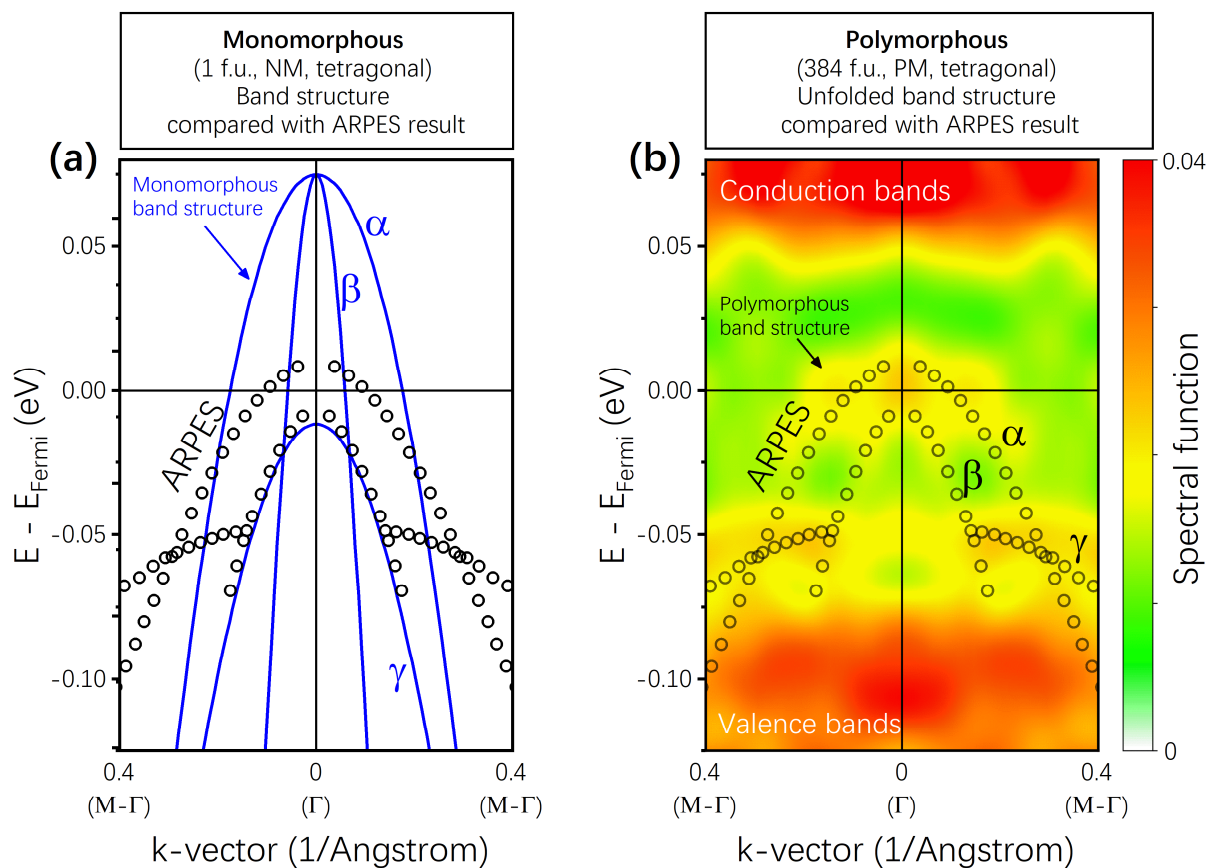 Monomorphous
(1 f.u., NM, tetragonal)
Band structure
compared with ARPES result
Polymorphous
(384 f.u., PM, tetragonal)
Unfolded band structure
compared with ARPES result
(a)
Monomorphous
band structure
α
β
γ
ARPES
0.05
0.00
-0.05
-0.10
E - E_Fermi (eV)
0.4
0
0.4
(M-Γ)
(Γ)
(M-Γ)
k-vector (1/Angstrom)
(b)
Conduction bands
Polymorphous
band structure
ARPES
α
β
γ
Valence bands
0.05
0.00
-0.05
-0.10
E - E_Fermi (eV)
0.4
0
0.4
(M-Γ)
(Γ)
(M-Γ)
k-vector (1/Angstrom)
0.04
0
Spectral function